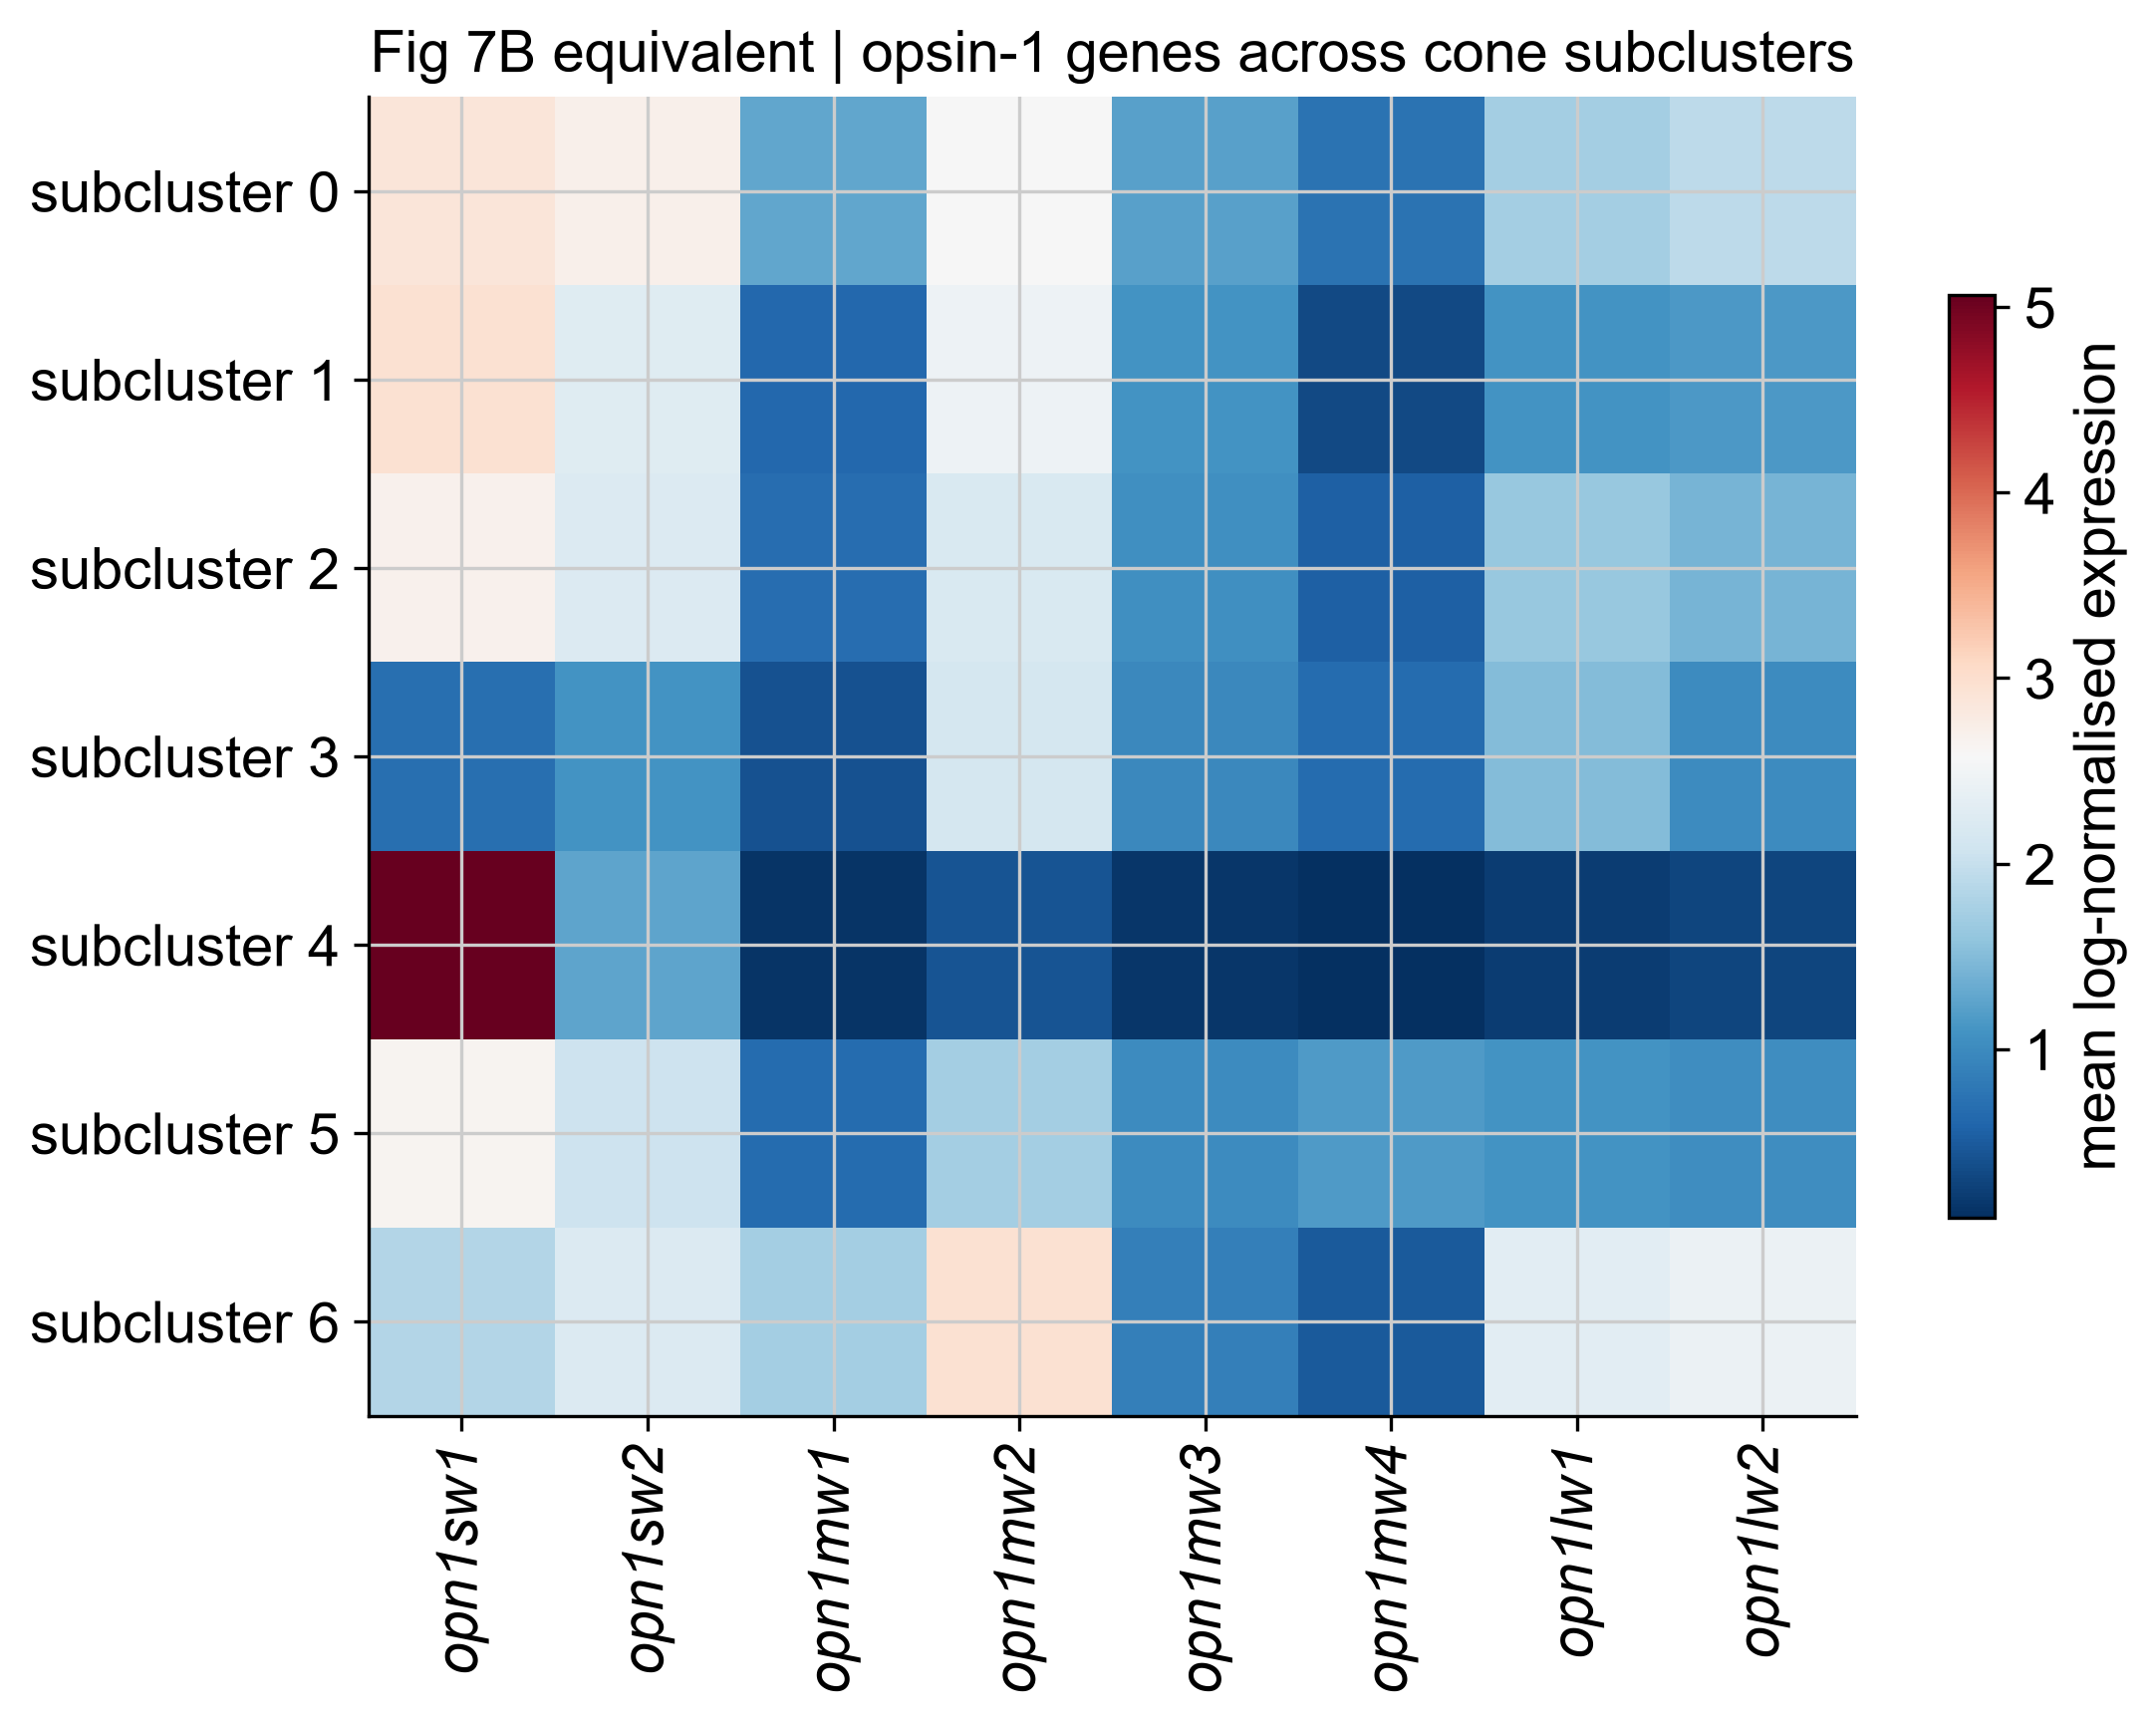 Fig 7B equivalent | opsin-1 genes across cone subclusters
subcluster 0
subcluster 1
subcluster 2
subcluster 3
subcluster 4
subcluster 5
subcluster 6
opn1sw1
opn1sw2
opn1mw1
opn1mw2
opn1mw3
opn1mw4
opn1lw1
opn1lw2
5
4
3
2
1
mean log-normalised expression